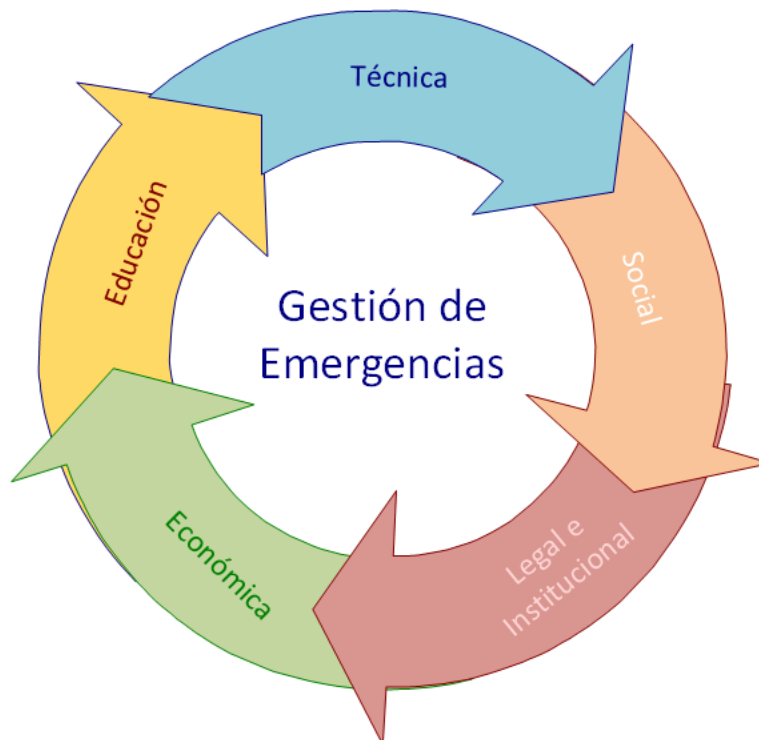 Técnica
Social
Legal e
Institucional
Económica
Educación
Gestión de
Emergencias